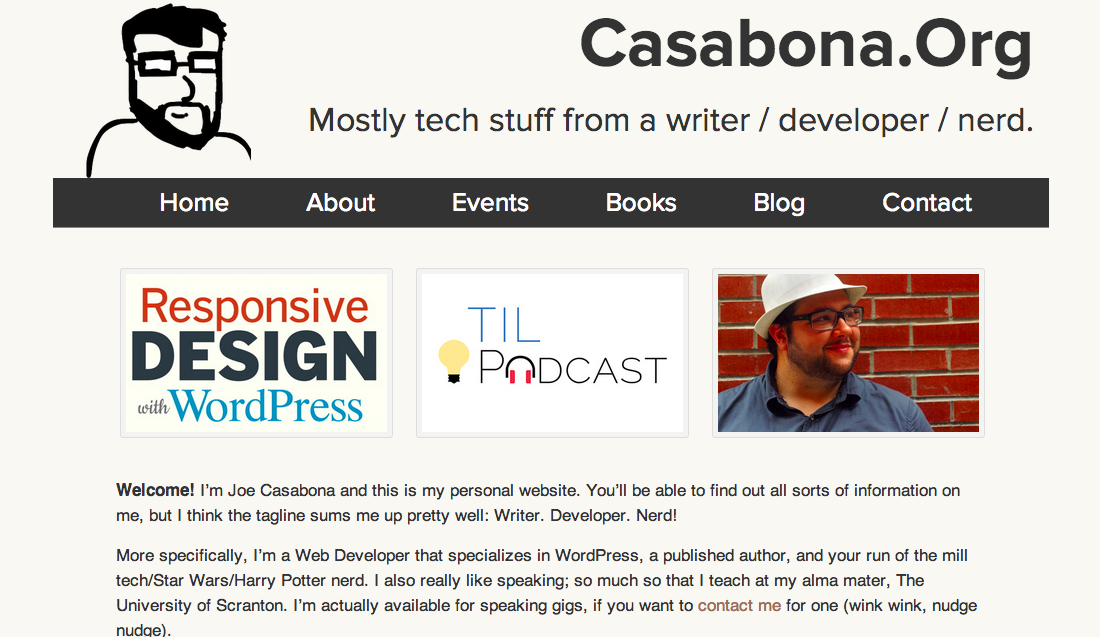 Casabona.Org
Mostly tech stuff from a writer / developer / nerd.
Home About Events Books Blog Contact
Responsive
DESIGN
with WordPress
TIL
PODCAST
Welcome! I’m Joe Casabona and this is my personal website. You’ll be able to find out all sorts of information on
me, but I think the tagline sums me up pretty well: Writer. Developer. Nerd!
More specifically, I’m a Web Developer that specializes in WordPress, a published author, and your run of the mill
tech/Star Wars/Harry Potter nerd. I also really like speaking; so much so that I teach at my alma mater, The
University of Scranton. I’m actually available for speaking gigs, if you want to contact me for one (wink wink, nudge
nudge).